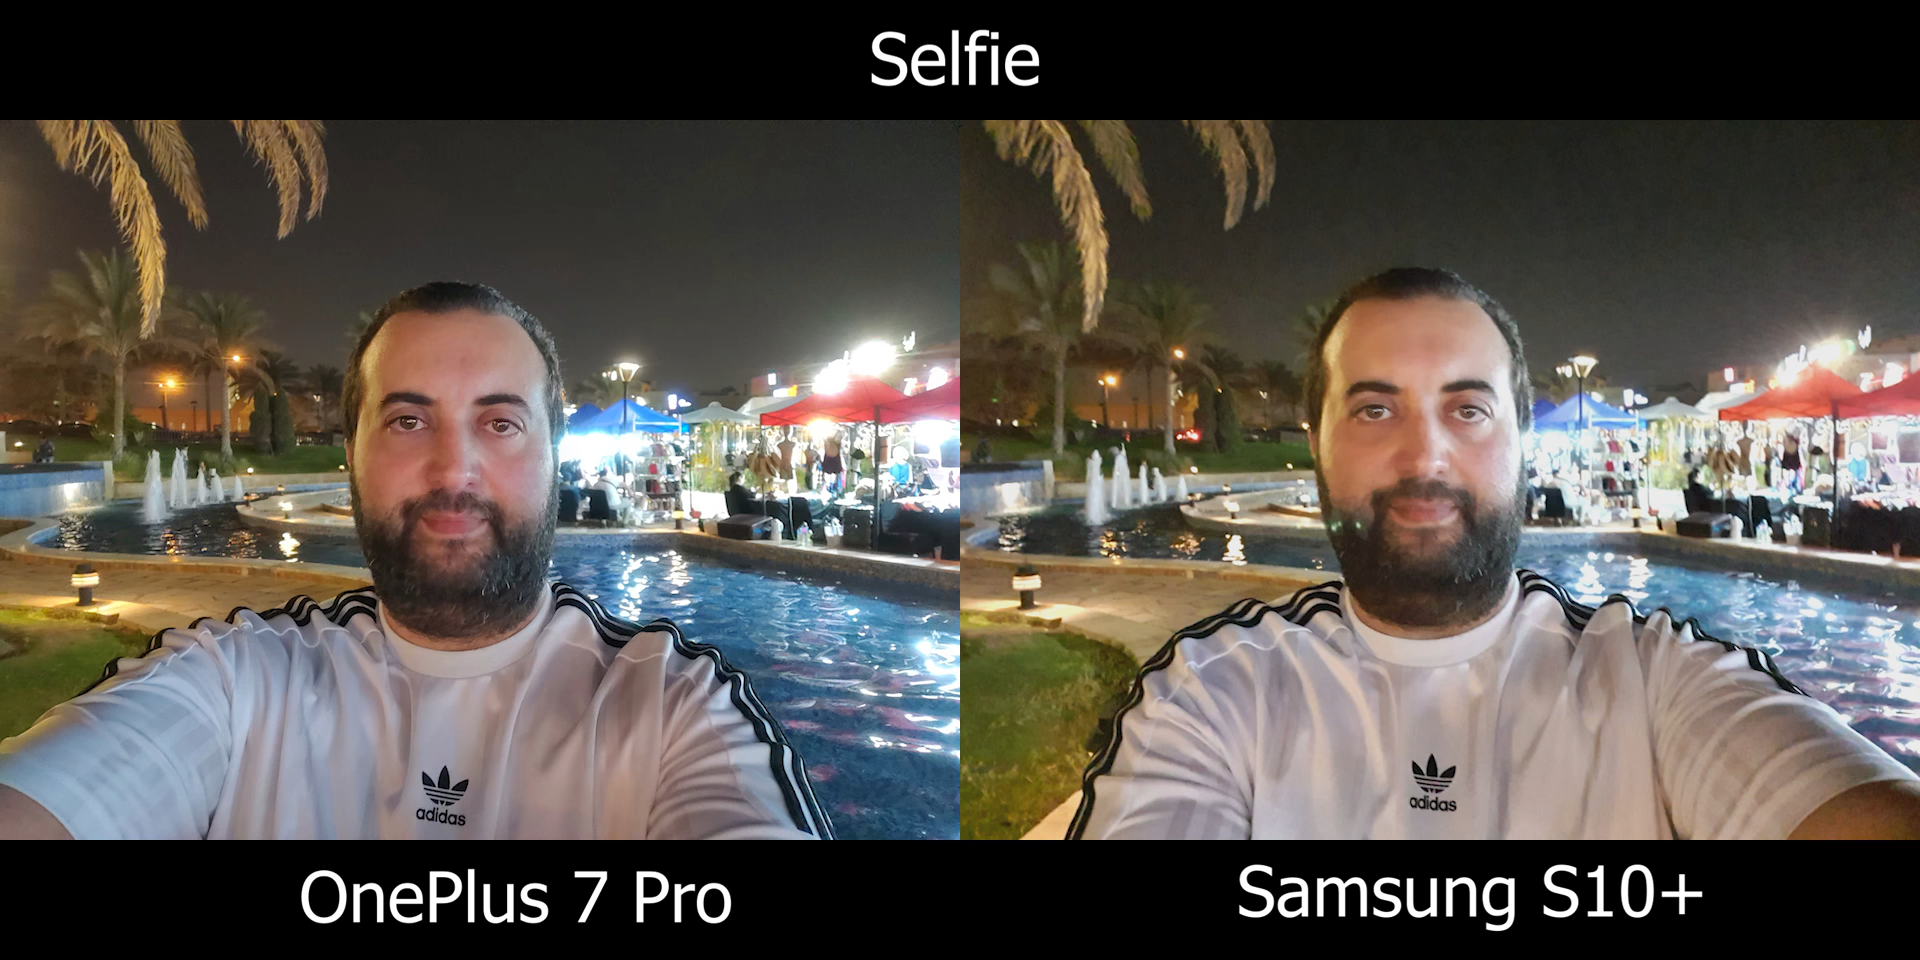 Selfie
adidas
adidas
OnePlus 7 Pro
Samsung S10+